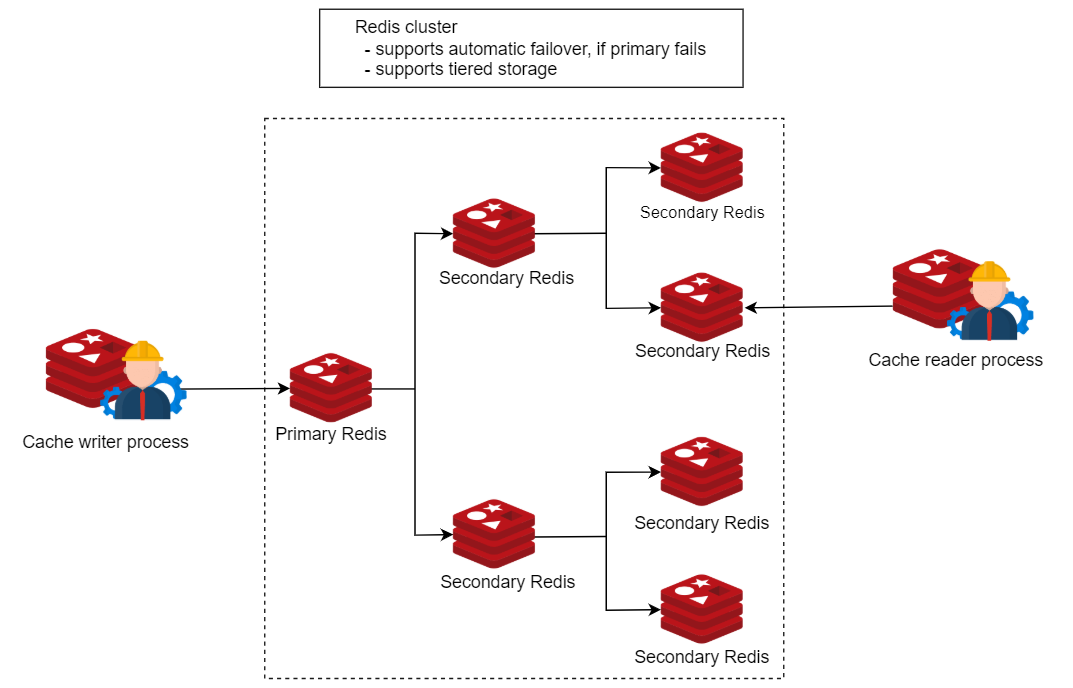 Redis cluster
- supports automatic failover, if primary fails
- supports tiered storage
Secondary Redis
Secondary Redis
Secondary Redis
Cache reader process
Primary Redis
Cache writer process
Secondary Redis
Secondary Redis
Secondary Redis